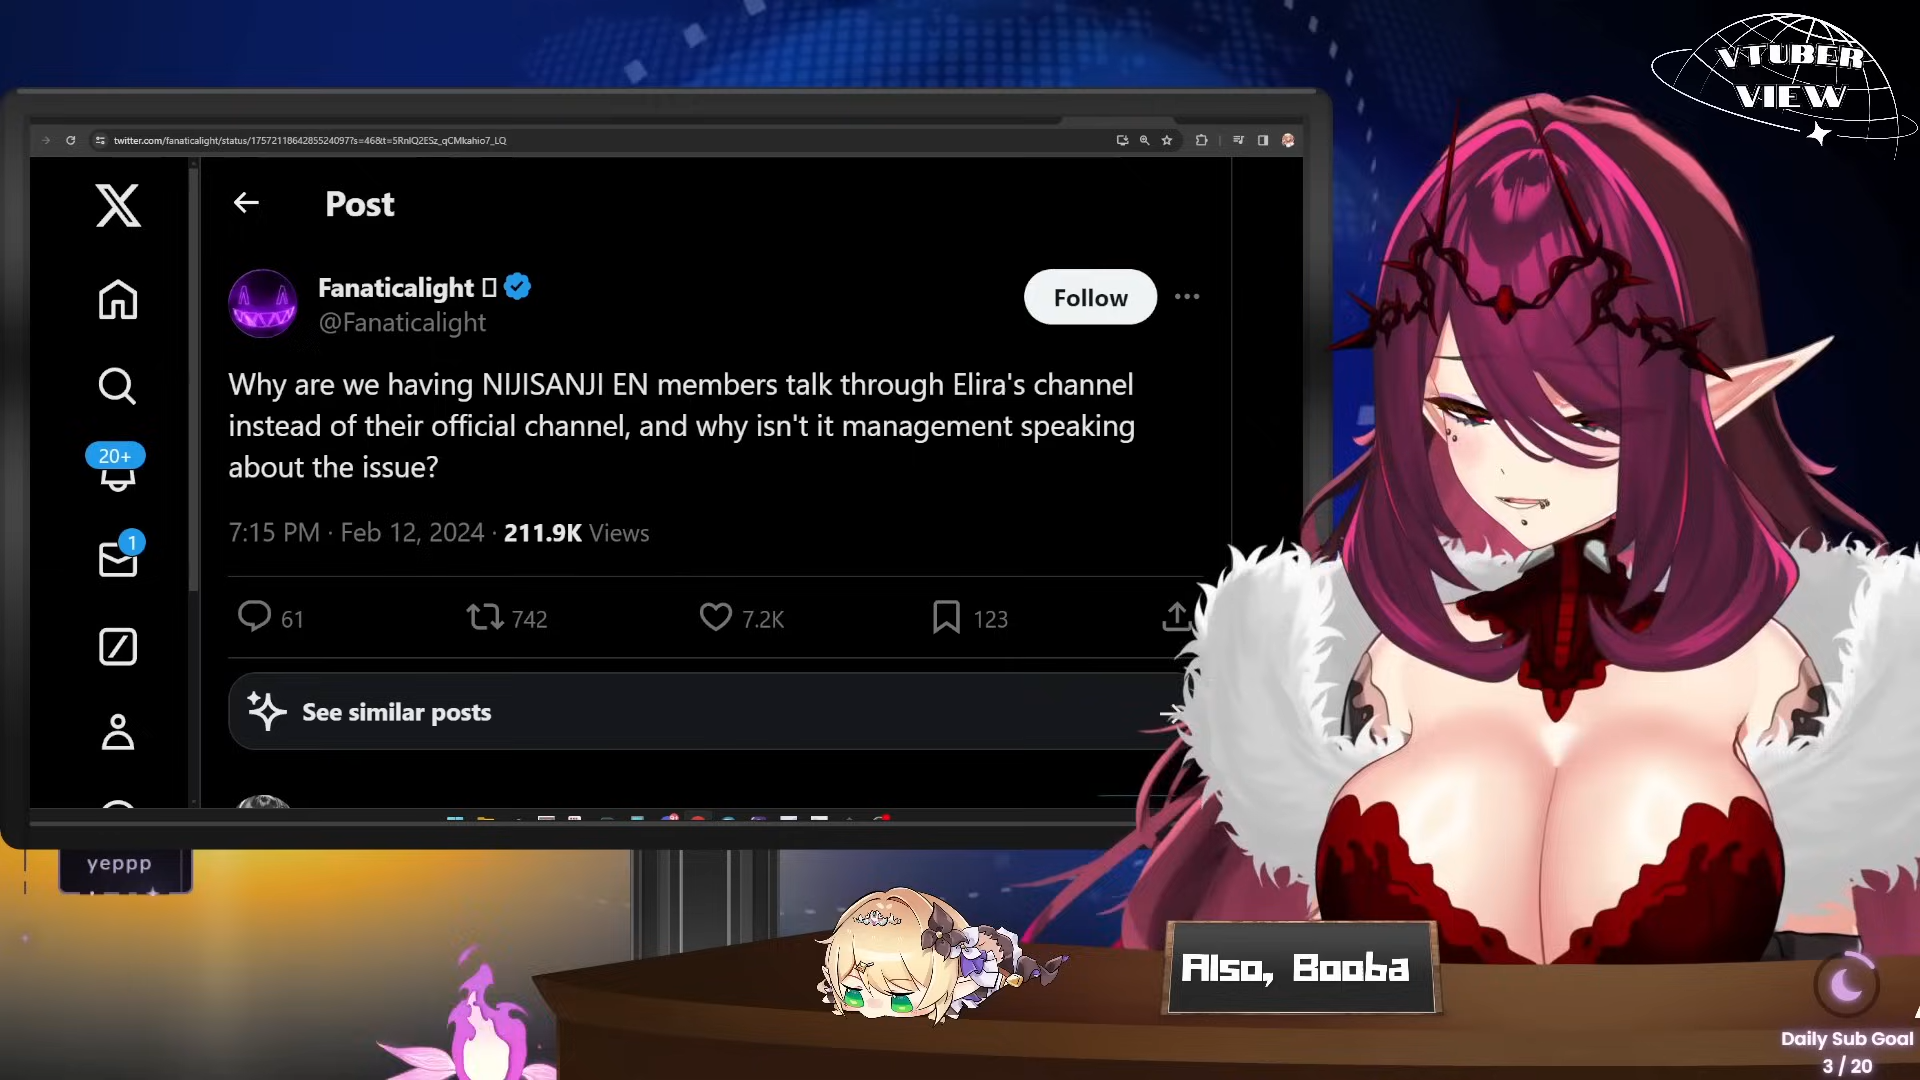 VTUBER
VIEW
twitter.com/fanaticalight/status/1757211864285524097?s=46&t=5RnlQ2ESz_qCMkahio7_LQ
Post
Fanaticalight
@Fanaticalight
Follow
Why are we having NIJISANJI EN members talk through Elira's channel
instead of their official channel, and why isn't it management speaking
about the issue?
7:15 PM · Feb 12, 2024 · 211.9K Views
20+
1
61
742
7.2K
123
See similar posts
yeppp
Also, Booba
Daily Sub Goal
3 / 20